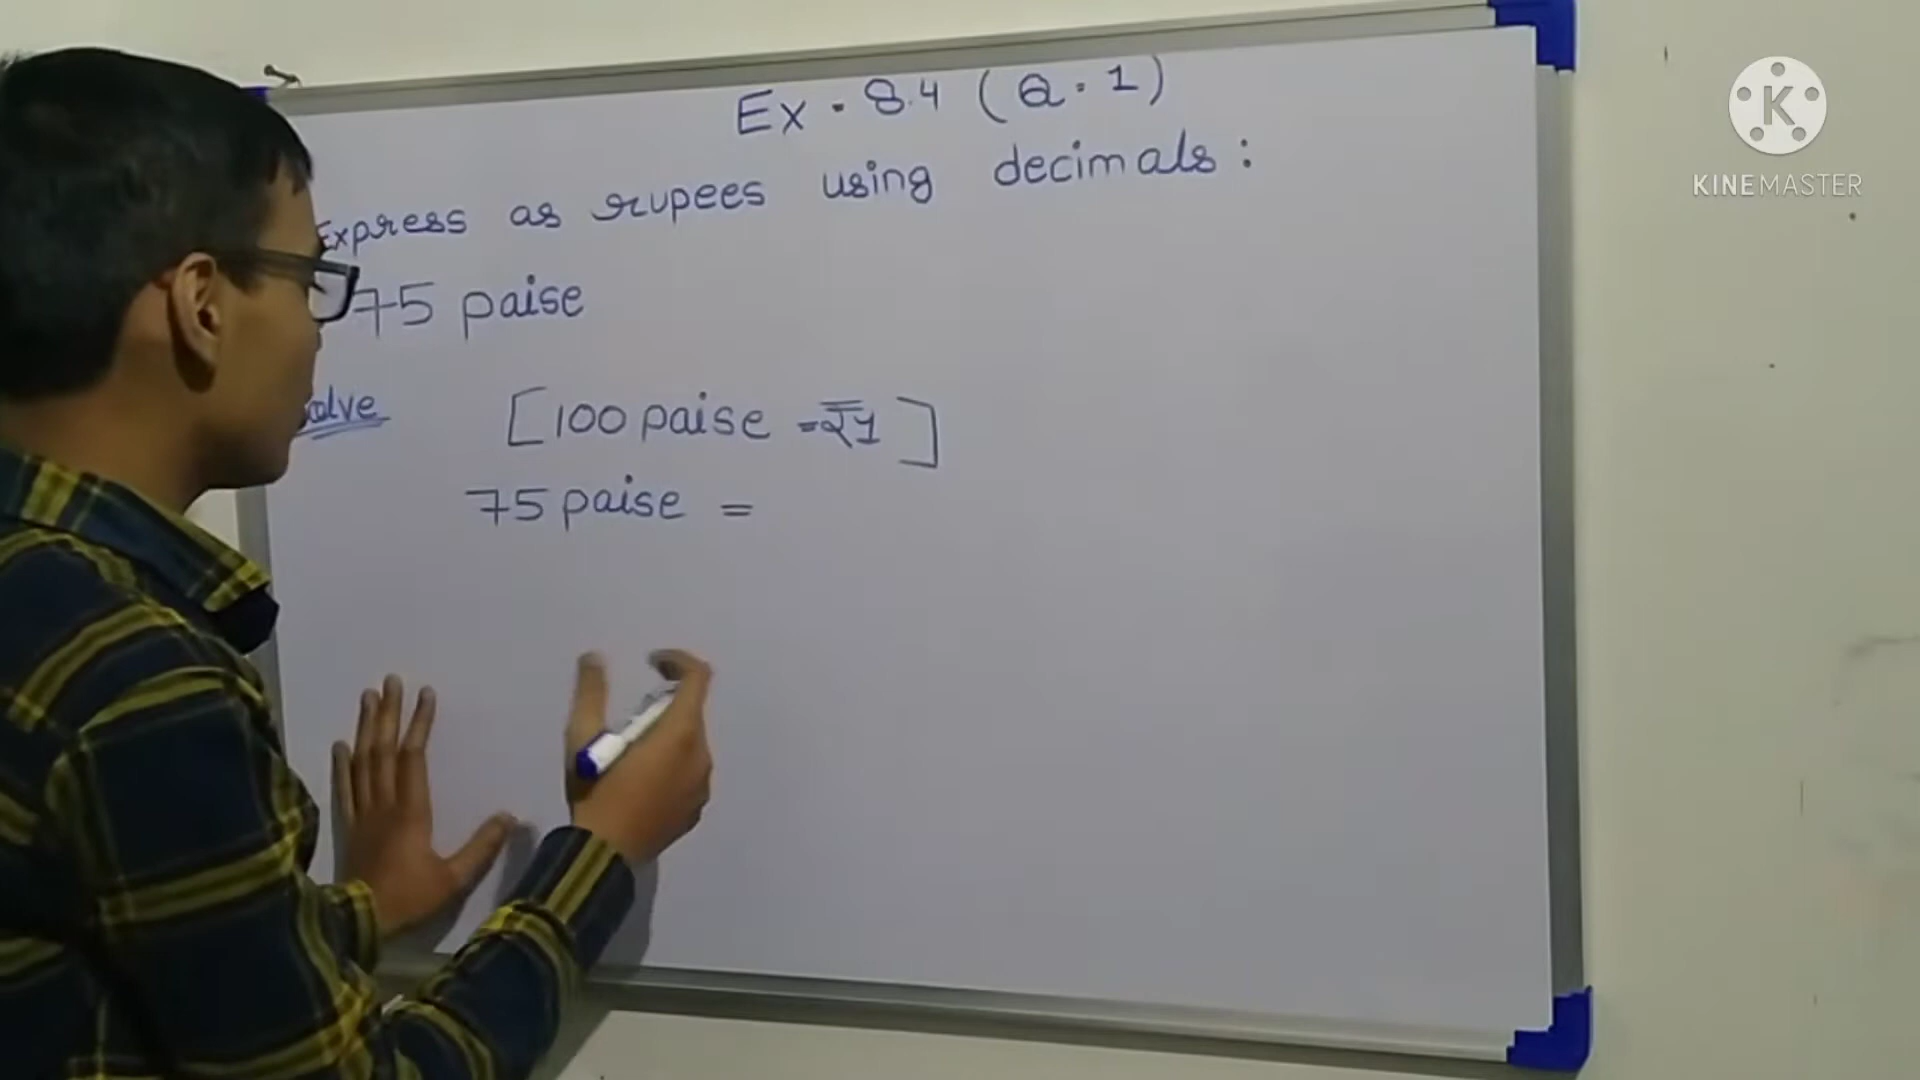 Ex. 8.4 (Q.1)
Express as rupees using decimals:
75 paise
Solve
[100 paise = ₹1]
75 paise =
KINEMASTER